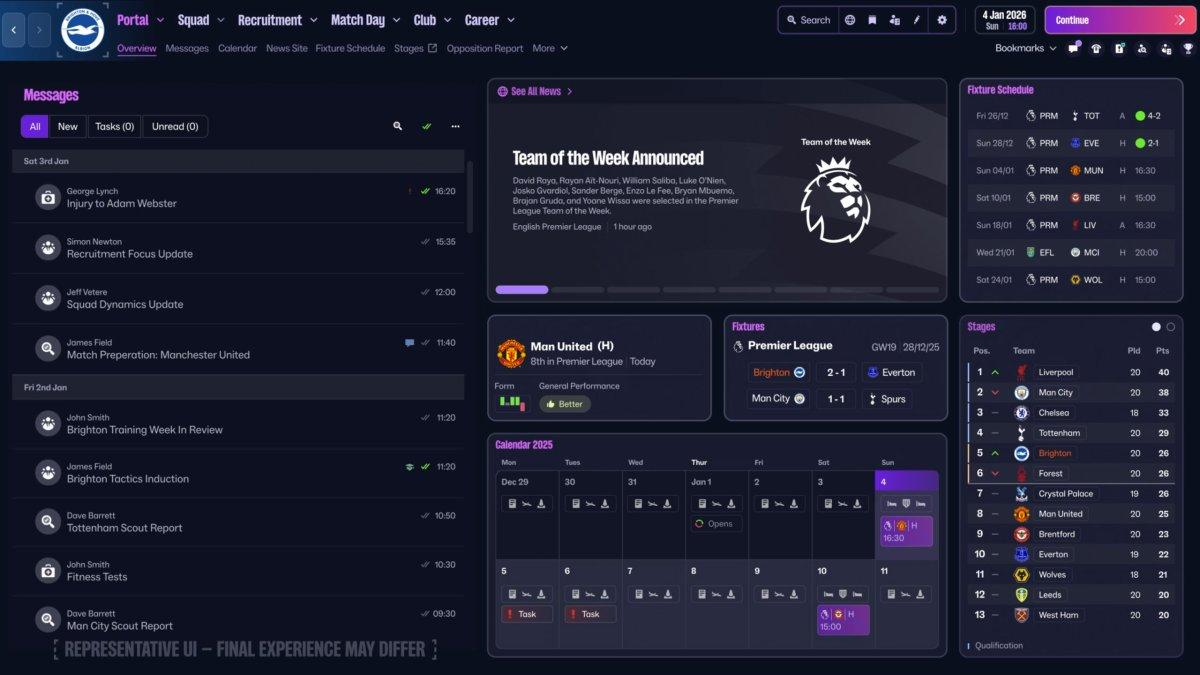 Portal
Squad
Recruitment
Match Day
Club
Career
Search
4 Jan 2026
Sun 16:00
Continue
Overview
Messages
Calendar
News Site
Fixture Schedule
Stages
Opposition Report
More
Bookmarks
Messages
All
New
Tasks (0)
Unread (0)
Sat 3rd Jan
George Lynch
Injury to Adam Webster
16:20
Simon Newton
Recruitment Focus Update
15:35
Jeff Vetere
Squad Dynamics Update
12:00
James Field
Match Preperation: Manchester United
11:40
Fri 2nd Jan
John Smith
Brighton Training Week In Review
11:20
James Field
Brighton Tactics Induction
11:20
Dave Barrett
Tottenham Scout Report
10:50
John Smith
Fitness Tests
10:30
Dave Barrett
Man City Scout Report
09:30
[ REPRESENTATIVE UI – FINAL EXPERIENCE MAY DIFFER ]
See All News
Team of the Week Announced
David Raya, Rayan Aït-Nouri, William Saliba, Luke O'Nien,
Josko Gvardiol, Sander Berge, Enzo Le Fee, Bryan Mbuemo,
Brajan Gruda, and Yoane Wissa were selected in the Premier
League Team of the Week.
English Premier League 1 hour ago
Team of the Week
Man United (H)
8th in Premier League Today
Form
General Performance
Better
Fixtures
Premier League
GW19 28/12/25
Brighton 2 - 1 Everton
Man City 1 - 1 Spurs
Calendar 2025
Mon Tues Wed Thur Fri Sat Sun
Dec 29 30 31 Jan 1 2 3 4
Opens
H
16:30
5 6 7 8 9 10 11
Task
Task
H
15:00
Fixture Schedule
Fri 26/12 PRM TOT A 4-2
Sun 28/12 PRM EVE H 2-1
Sun 04/01 PRM MUN H 16:30
Sat 10/01 PRM BRE H 15:00
Sun 18/01 PRM LIV A 16:30
Wed 21/01 EFL MCI H 20:00
Sat 24/01 PRM WOL H 15:00
Stages
Pos. Team Pld Pts
1 Liverpool 20 40
2 Man City 20 38
3 Chelsea 18 33
4 Tottenham 20 29
5 Brighton 20 26
6 Forest 20 26
7 Crystal Palace 19 26
8 Man United 20 25
9 Brentford 20 23
10 Everton 19 22
11 Wolves 18 21
12 Leeds 20 20
13 West Ham 20 20
Qualification